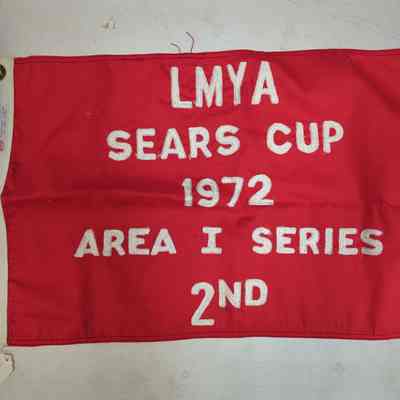 LMYA
SEARS CUP
1972
AREA I SERIES
2ND